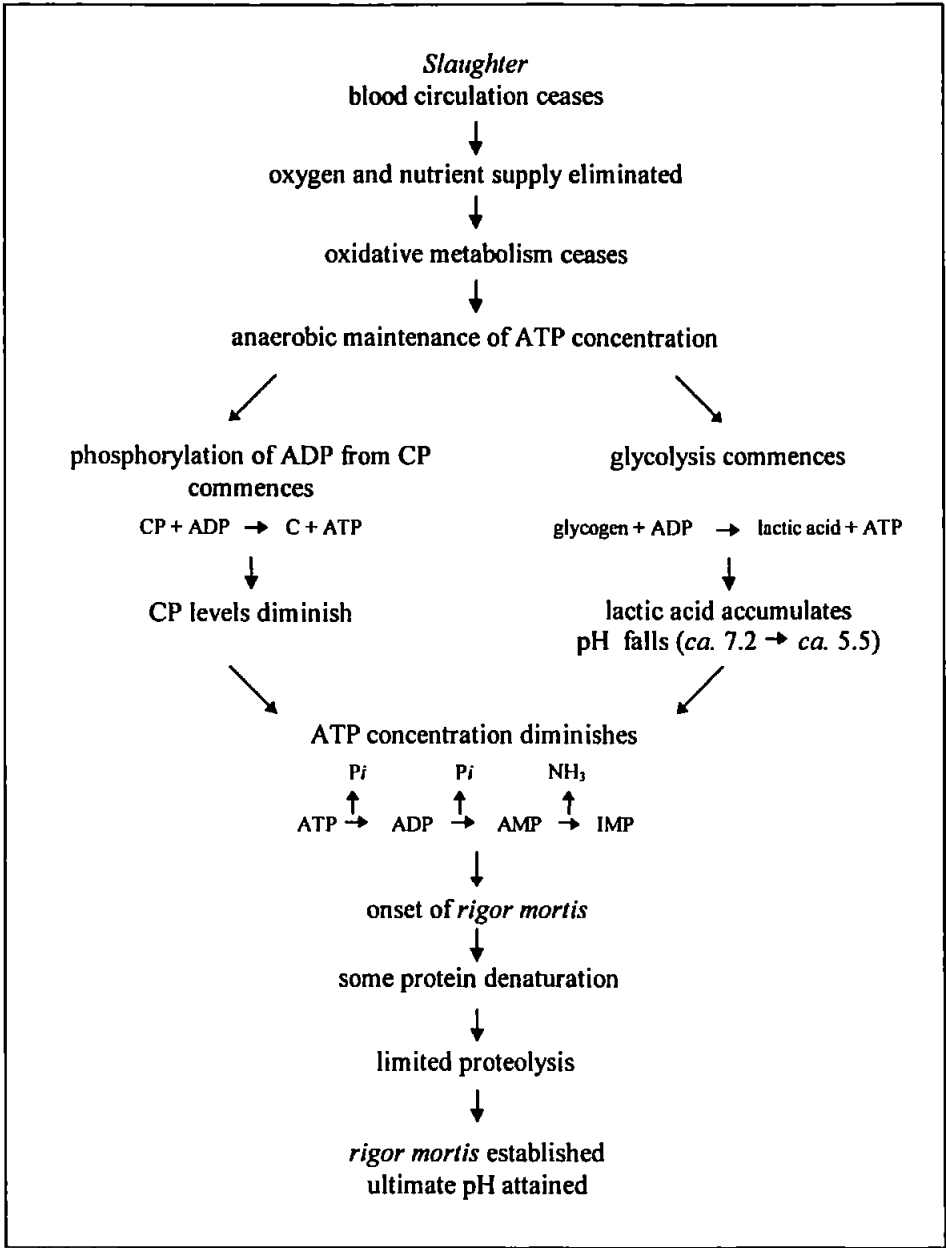 Slaughter
blood circulation ceases
oxygen and nutrient supply eliminated
oxidative metabolism ceases
anaerobic maintenance of ATP concentration
phosphorylation of ADP from CP
commences
CP + ADP → C + ATP
CP levels diminish
glycolysis commences
glycogen + ADP → lactic acid + ATP
lactic acid accumulates
pH falls (ca. 7.2 → ca. 5.5)
ATP concentration diminishes
Pi Pi NH₃
ATP → ADP → AMP → IMP
onset of rigor mortis
some protein denaturation
limited proteolysis
rigor mortis established
ultimate pH attained